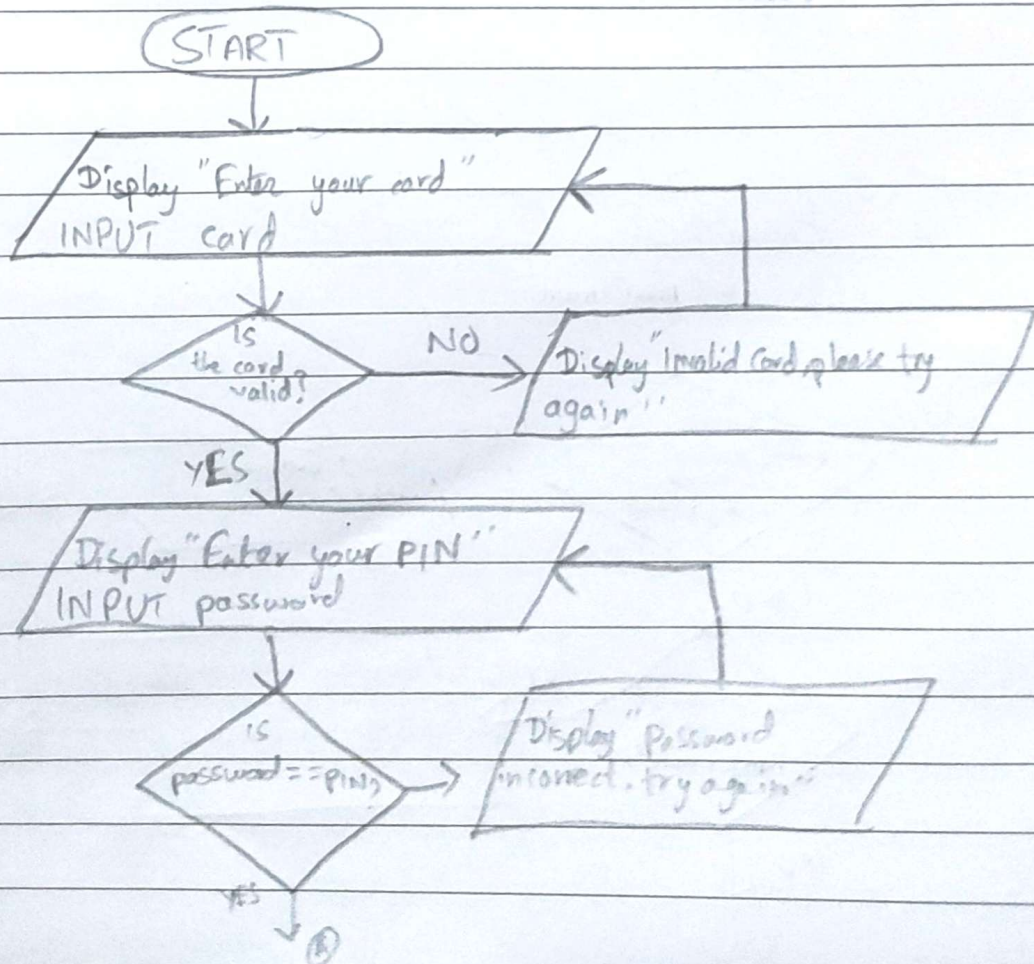 START
Display "Enter your card"
INPUT card
Is
the card
valid?
NO
Display "Invalid Card, please try
again"
YES
Display "Enter your PIN"
INPUT password
is
password==PIN?
Display "Password
inconect. try again"
YES